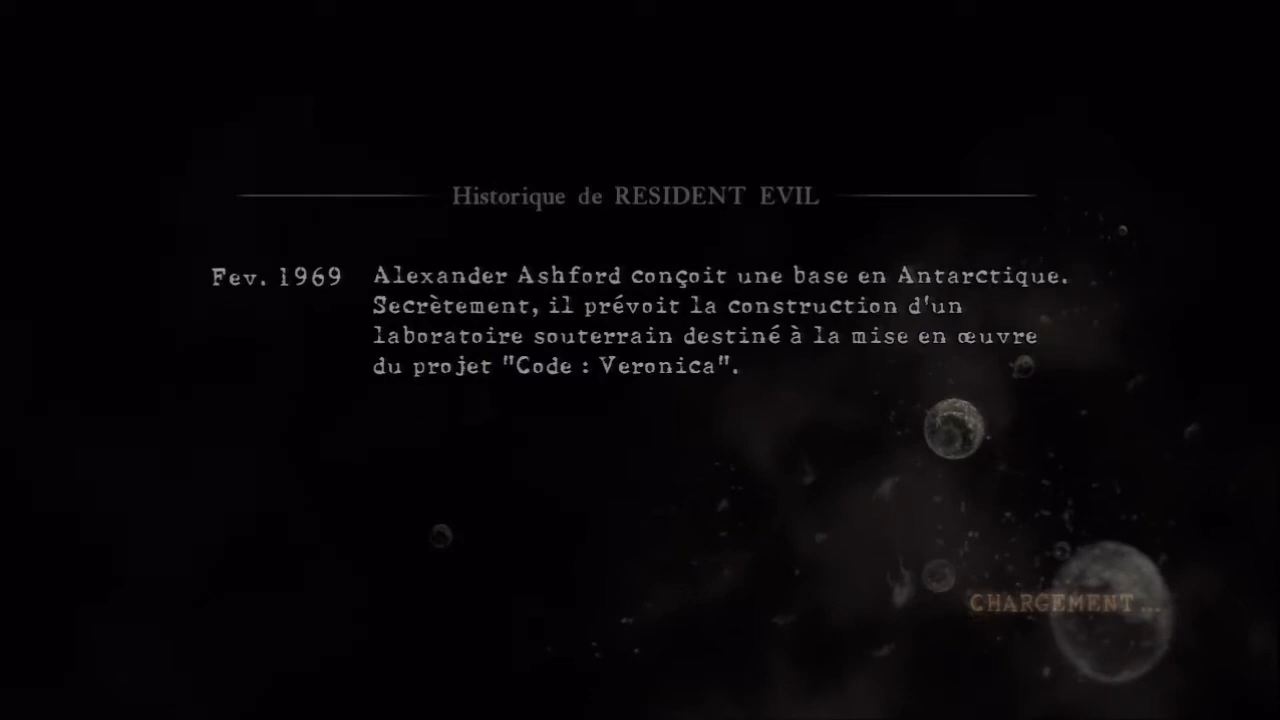 Historique de RESIDENT EVIL
Fev. 1969 Alexander Ashford conçoit une base en Antarctique.
Secrètement, il prévoit la construction d'un
laboratoire souterrain destiné à la mise en œuvre
du projet "Code : Veronica".
CHARGEMENT...